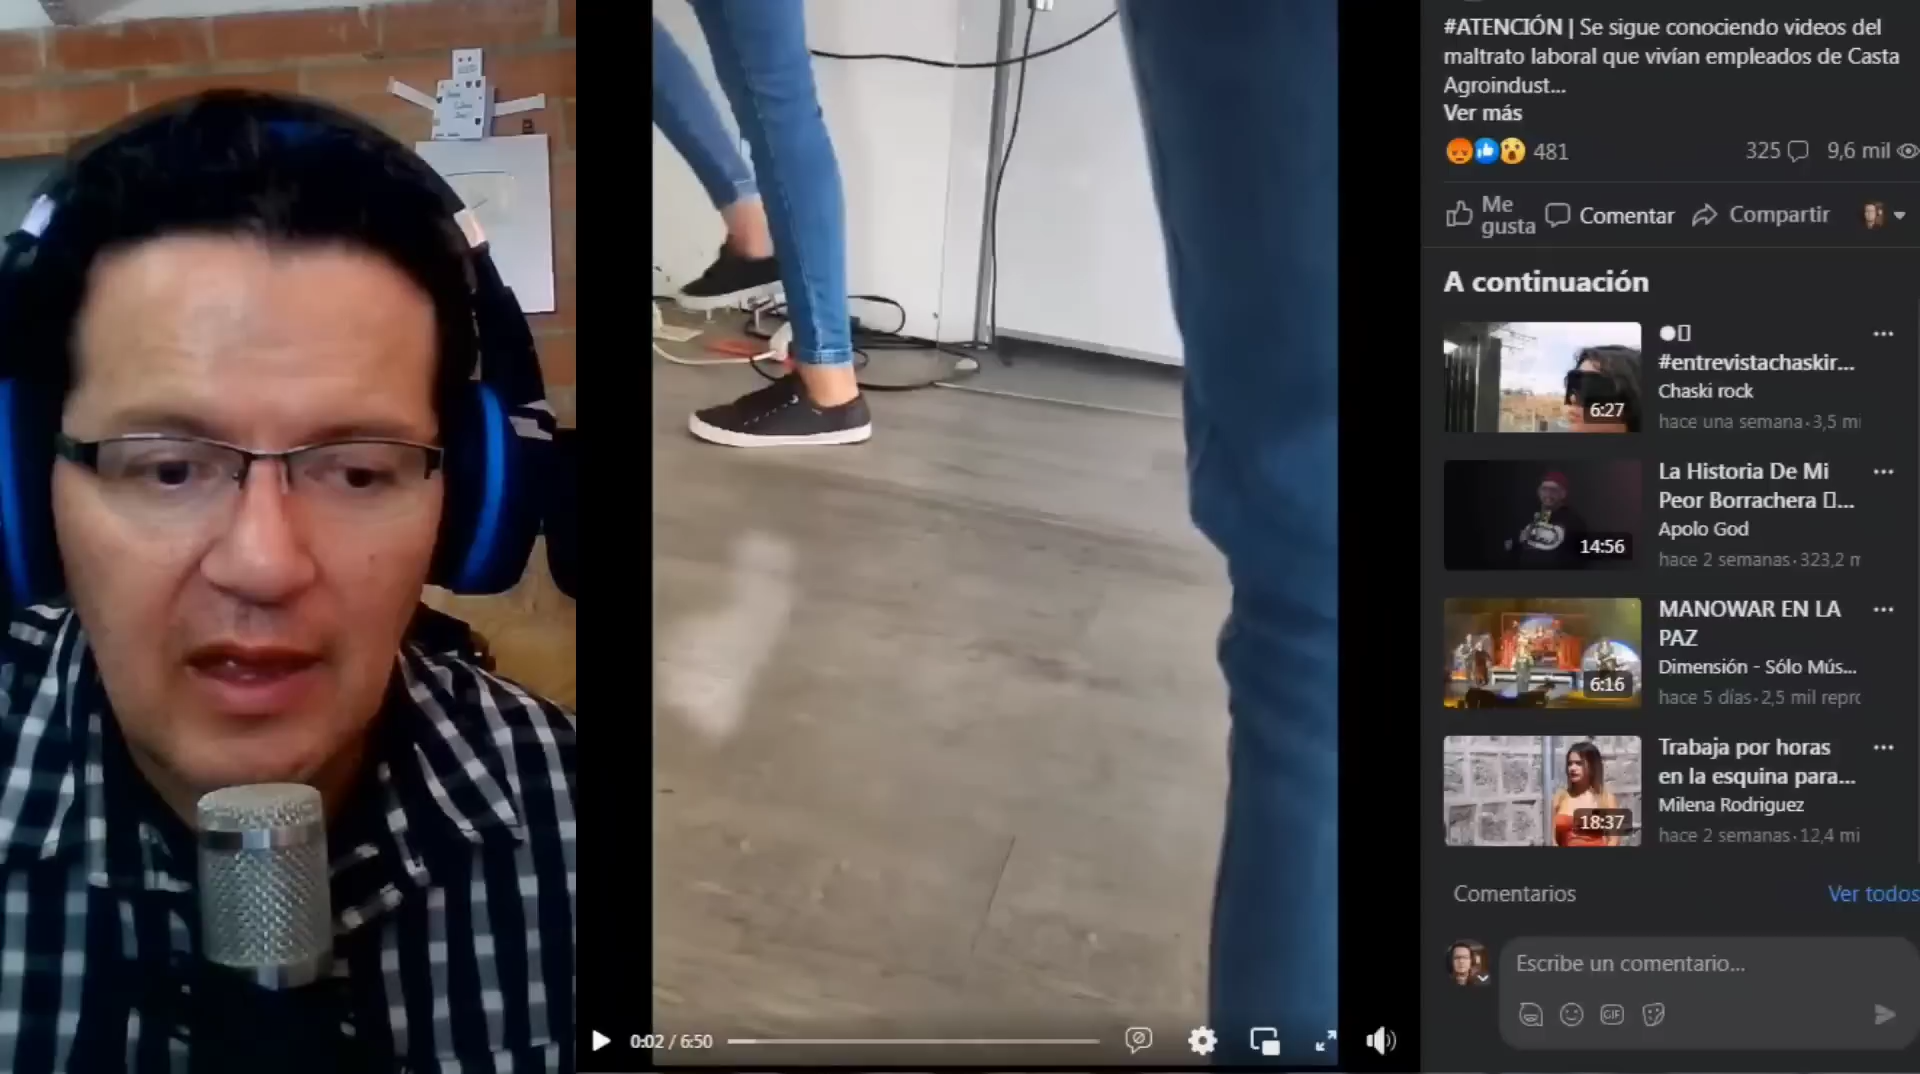 #ATENCIÓN | Se sigue conociendo videos del
maltrato laboral que vivían empleados de Casta
Agroindust...
Ver más
481
325
9,6 mil
Me
gusta
Comentar
Compartir
A continuación
#entrevistachaskir...
Chaski rock
hace una semana·3,5 mi
6:27
La Historia De Mi
Peor Borrachera
...
Apolo God
hace 2 semanas·323,2 m
14:56
MANOWAR EN LA
PAZ
Dimensión - Sólo Mús...
hace 5 días·2,5 mil repro
6:16
Trabaja por horas
en la esquina para...
Milena Rodriguez
hace 2 semanas·12,4 mi
18:37
Comentarios
Ver todos
Escribe un comentario...
GIF
0:02 / 6:50